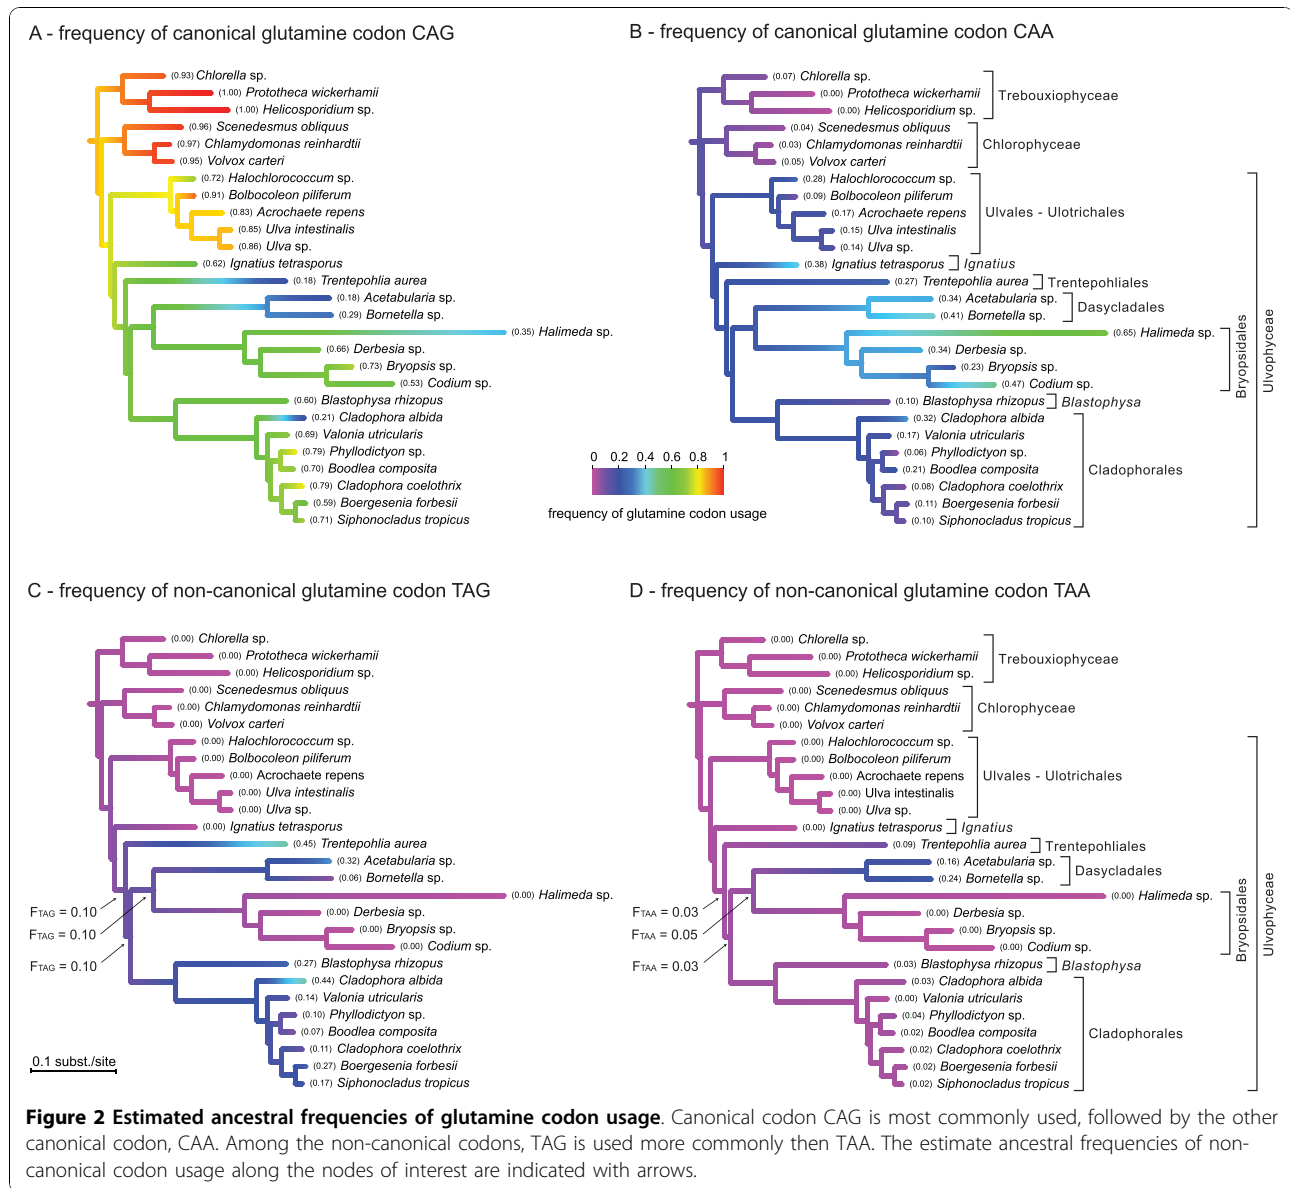 A - frequency of canonical glutamine codon CAG
(0.93) Chlorella sp.
(1.00) Prototheca wickerhamii
(1.00) Helicosporidium sp.
(0.96) Scenedesmus obliquus
(0.97) Chlamydomonas reinhardtii
(0.95) Volvox carteri
(0.72) Halochlorococcum sp.
(0.91) Bolbocoleon piliferum
(0.83) Acrochaete repens
(0.85) Ulva intestinalis
(0.86) Ulva sp.
(0.62) Ignatius tetrasporus
(0.18) Trentepohlia aurea
(0.18) Acetabularia sp.
(0.29) Bornetella sp.
(0.35) Halimeda sp.
(0.66) Derbesia sp.
(0.73) Bryopsis sp.
(0.53) Codium sp.
(0.60) Blastophysa rhizopus
(0.21) Cladophora albida
(0.69) Valonia utricularis
(0.79) Phyllodictyon sp.
(0.70) Boodlea composita
(0.79) Cladophora coelothrix
(0.59) Boergesenia forbesii
(0.71) Siphonocladus tropicus
B - frequency of canonical glutamine codon CAA
(0.07) Chlorella sp.
(0.00) Prototheca wickerhamii
(0.00) Helicosporidium sp.
Trebouxiophyceae
(0.04) Scenedesmus obliquus
(0.03) Chlamydomonas reinhardtii
(0.05) Volvox carteri
Chlorophyceae
(0.28) Halochlorococcum sp.
(0.09) Bolbocoleon piliferum
(0.17) Acrochaete repens
(0.15) Ulva intestinalis
(0.14) Ulva sp.
Ulvales - Ulotrichales
(0.38) Ignatius tetrasporus
Ignatius
(0.27) Trentepohlia aurea
Trentepohliales
(0.34) Acetabularia sp.
(0.41) Bornetella sp.
Dasycladales
(0.65) Halimeda sp.
(0.34) Derbesia sp.
(0.23) Bryopsis sp.
(0.47) Codium sp.
Bryopsidales
(0.10) Blastophysa rhizopus
Blastophysa
(0.32) Cladophora albida
(0.17) Valonia utricularis
(0.06) Phyllodictyon sp.
(0.21) Boodlea composita
(0.08) Cladophora coelothrix
(0.11) Boergesenia forbesii
(0.10) Siphonocladus tropicus
Cladophorales
Ulvophyceae
0 0.2 0.4 0.6 0.8 1
frequency of glutamine codon usage
C - frequency of non-canonical glutamine codon TAG
(0.00) Chlorella sp.
(0.00) Prototheca wickerhamii
(0.00) Helicosporidium sp.
(0.00) Scenedesmus obliquus
(0.00) Chlamydomonas reinhardtii
(0.00) Volvox carteri
(0.00) Halochlorococcum sp.
(0.00) Bolbocoleon piliferum
(0.00) Acrochaete repens
(0.00) Ulva intestinalis
(0.00) Ulva sp.
(0.00) Ignatius tetrasporus
(0.45) Trentepohlia aurea
(0.32) Acetabularia sp.
(0.06) Bornetella sp.
(0.00) Halimeda sp.
(0.00) Derbesia sp.
(0.00) Bryopsis sp.
(0.00) Codium sp.
(0.27) Blastophysa rhizopus
(0.44) Cladophora albida
(0.14) Valonia utricularis
(0.10) Phyllodictyon sp.
(0.07) Boodlea composita
(0.11) Cladophora coelothrix
(0.27) Boergesenia forbesii
(0.17) Siphonocladus tropicus
FTAG = 0.10
FTAG = 0.10
FTAG = 0.10
0.1 subst./site
D - frequency of non-canonical glutamine codon TAA
(0.00) Chlorella sp.
(0.00) Prototheca wickerhamii
(0.00) Helicosporidium sp.
Trebouxiophyceae
(0.00) Scenedesmus obliquus
(0.00) Chlamydomonas reinhardtii
(0.00) Volvox carteri
Chlorophyceae
(0.00) Halochlorococcum sp.
(0.00) Bolbocoleon piliferum
(0.00) Acrochaete repens
(0.00) Ulva intestinalis
(0.00) Ulva sp.
Ulvales - Ulotrichales
(0.00) Ignatius tetrasporus
Ignatius
(0.09) Trentepohlia aurea
Trentepohliales
(0.16) Acetabularia sp.
(0.24) Bornetella sp.
Dasycladales
(0.00) Halimeda sp.
(0.00) Derbesia sp.
(0.00) Bryopsis sp.
(0.00) Codium sp.
Bryopsidales
(0.03) Blastophysa rhizopus
Blastophysa
(0.03) Cladophora albida
(0.00) Valonia utricularis
(0.04) Phyllodictyon sp.
(0.02) Boodlea composita
(0.02) Cladophora coelothrix
(0.02) Boergesenia forbesii
(0.02) Siphonocladus tropicus
Cladophorales
Ulvophyceae
FTAA = 0.03
FTAA = 0.05
FTAA = 0.03
Figure 2 Estimated ancestral frequencies of glutamine codon usage. Canonical codon CAG is most commonly used, followed by the other
canonical codon, CAA. Among the non-canonical codons, TAG is used more commonly then TAA. The estimate ancestral frequencies of non-
canonical codon usage along the nodes of interest are indicated with arrows.